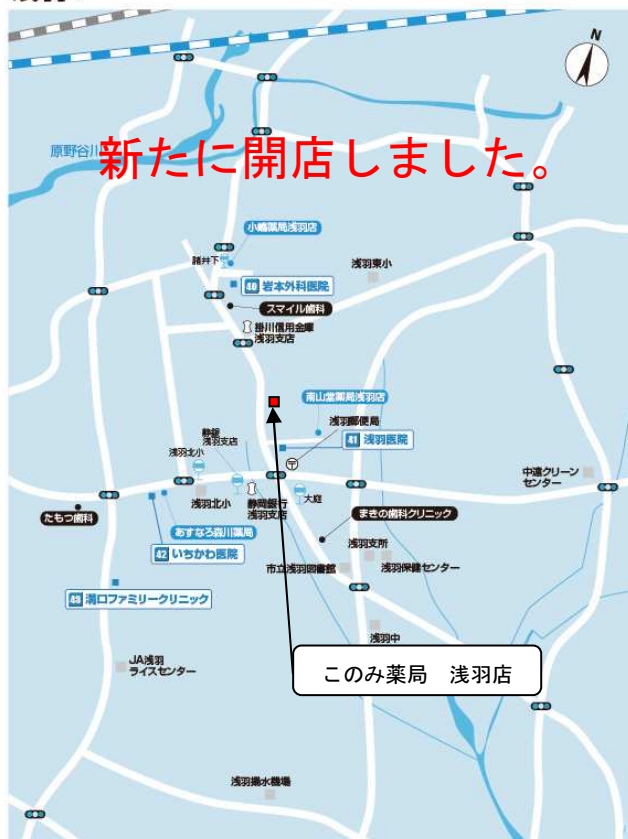 N
原野谷川
新たに開店しました。
小嶋薬局浅羽店
諸井下
浅羽東小
40 岩本外科医院
スマイル歯科
掛川信用金庫
浅羽支店
南山堂薬局浅羽店
浅羽郵便局
静銀
浅羽支店
41 浅羽医院
浅羽北小
中遠クリーン
センター
浅羽北小
静岡銀行
浅羽支店
大庭
たもつ歯科
まきの歯科クリニック
あすなろ森川薬局
42 いちかわ医院
浅羽支所
市立浅羽図書館
浅羽保健センター
43 溝口ファミリークリニック
浅羽中
JA浅羽
ライスセンター
このみ薬局 浅羽店
浅羽揚水機場